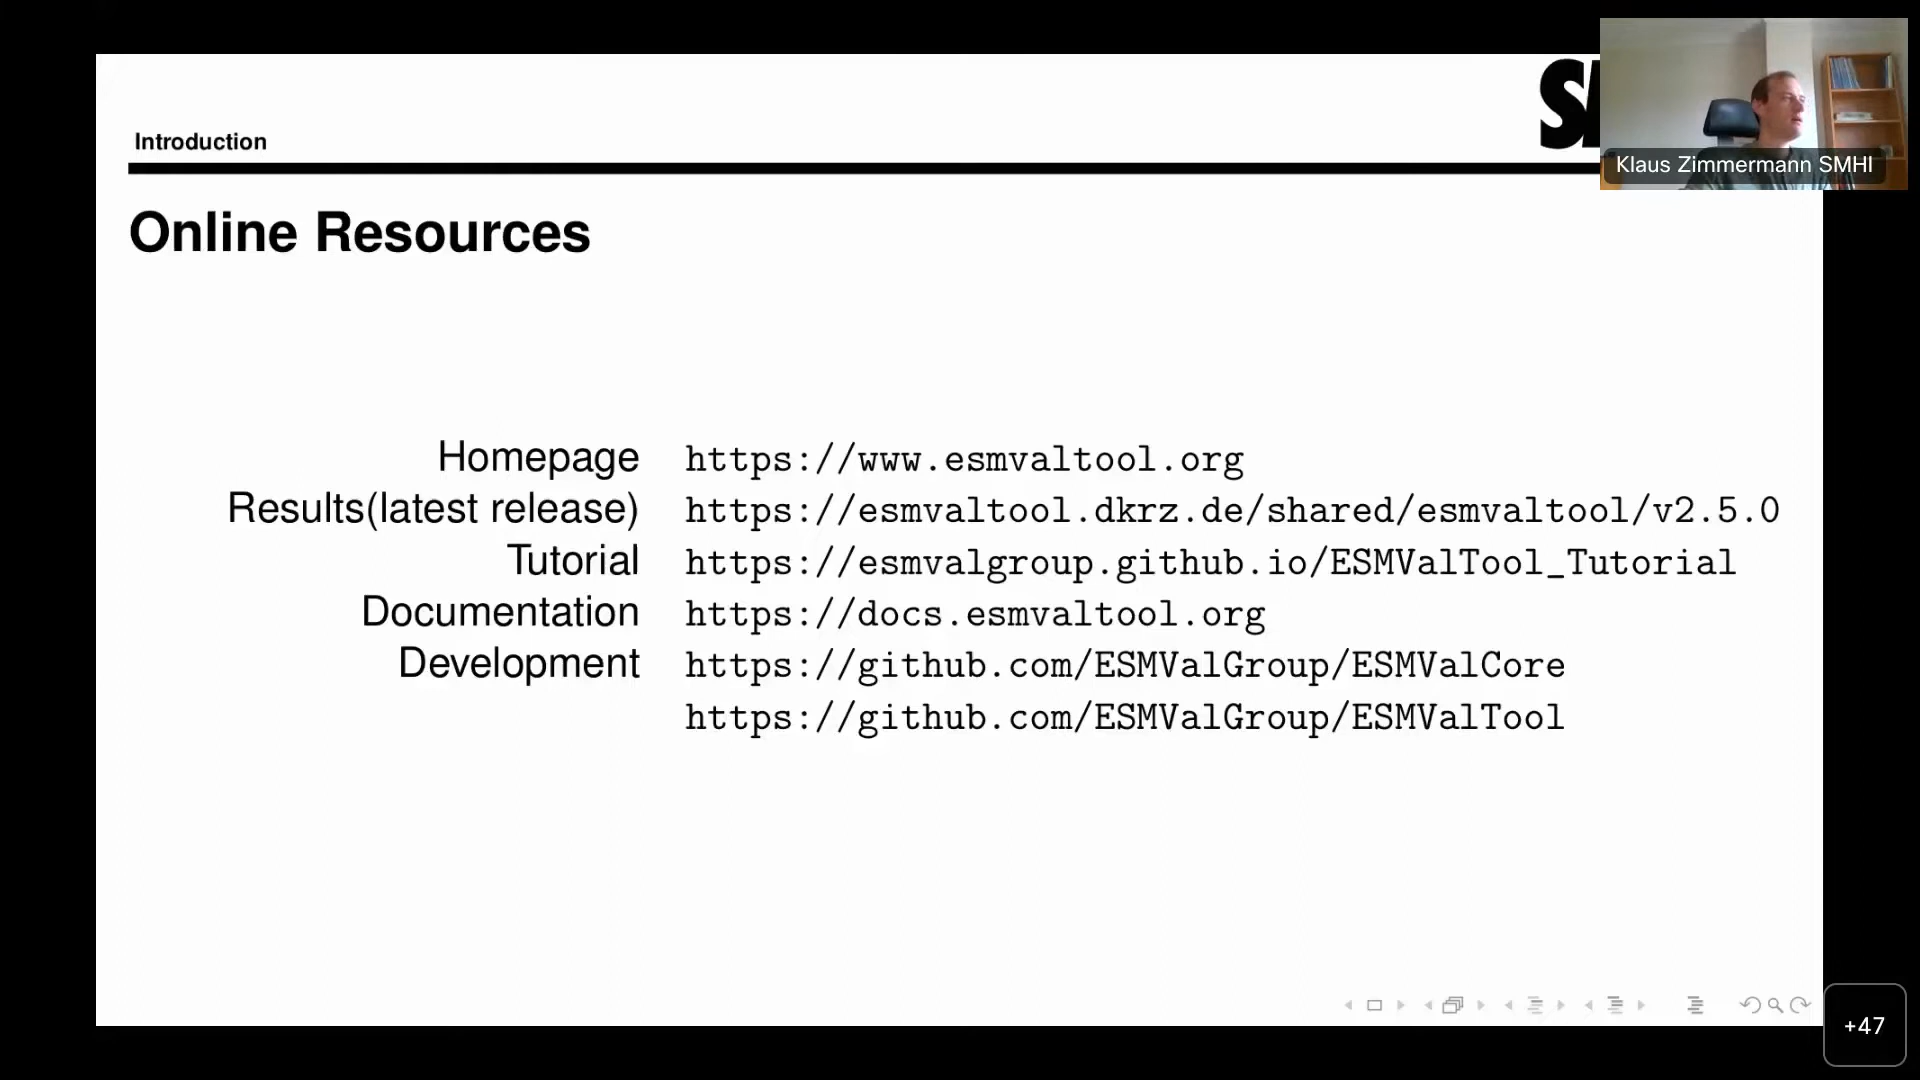 Introduction
Klaus Zimmermann SMHI
Online Resources
Homepage https://www.esmvaltool.org
Results(latest release) https://esmvaltool.dkrz.de/shared/esmvaltool/v2.5.0
Tutorial https://esmvalgroup.github.io/ESMValTool_Tutorial
Documentation https://docs.esmvaltool.org
Development https://github.com/ESMValGroup/ESMValCore
https://github.com/ESMValGroup/ESMValTool
+47